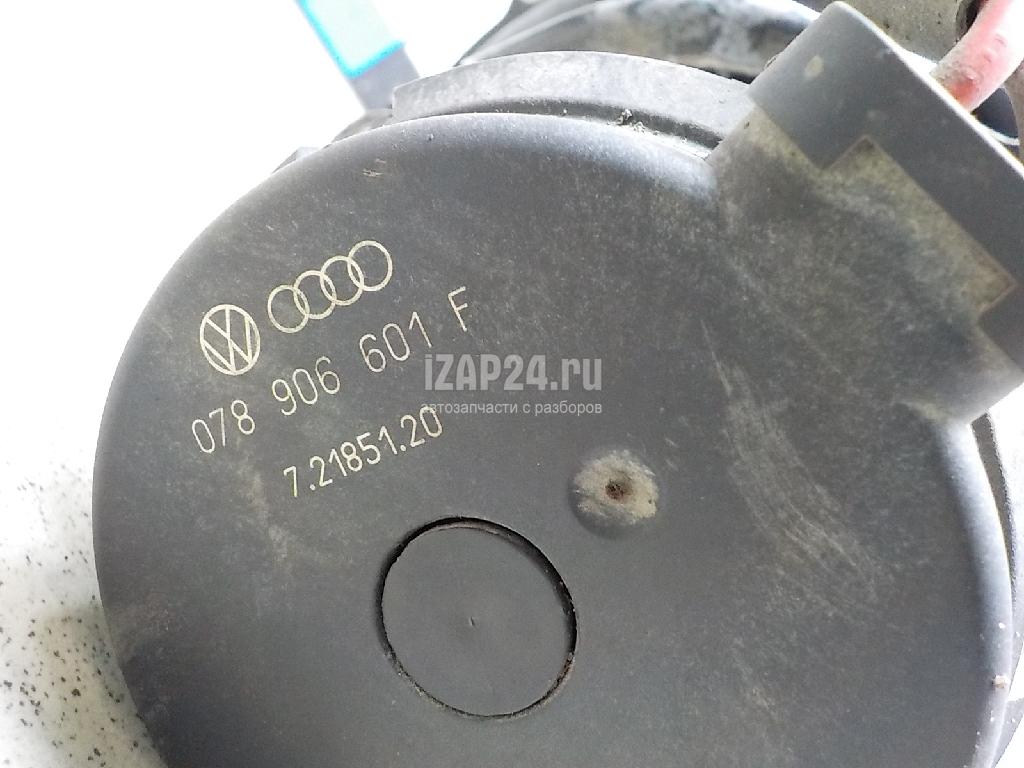 078 906 601 F
7.21851.20
iZAP24.ru
автозапчасти с разборов